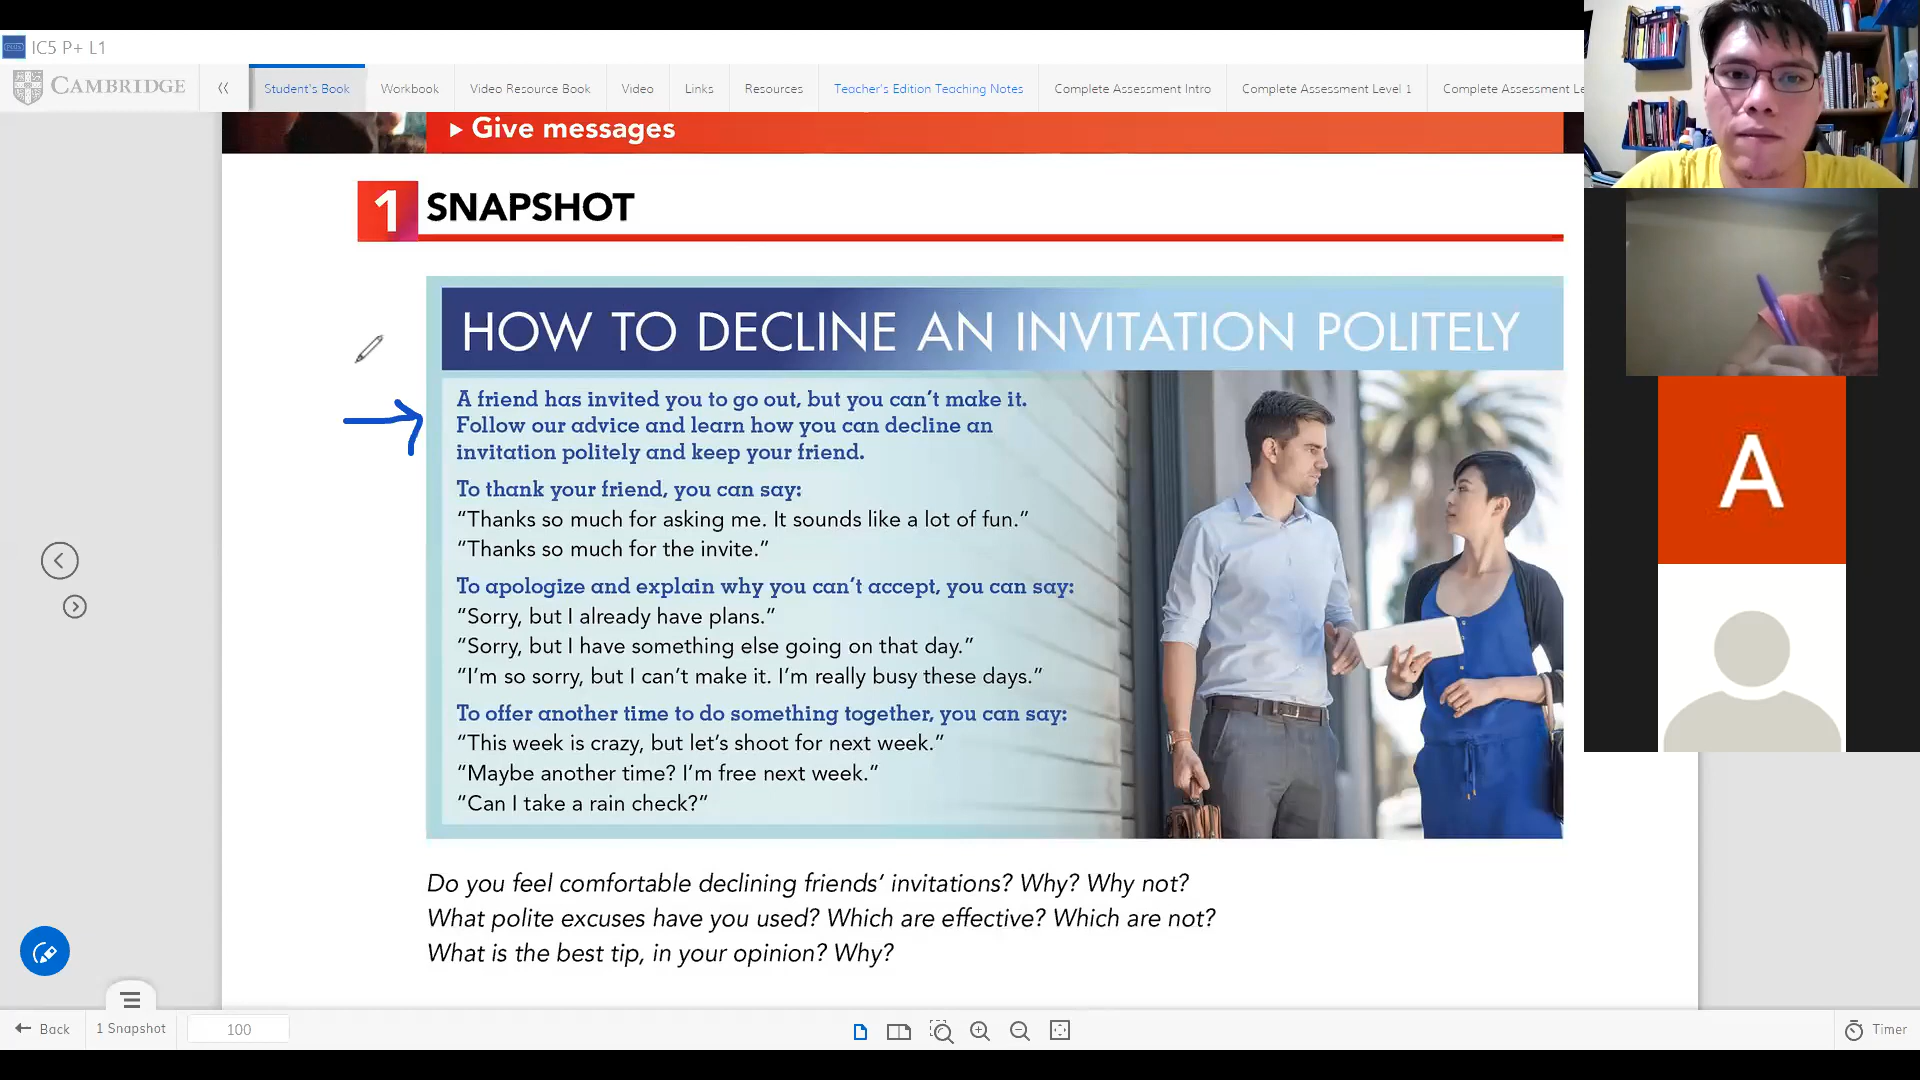 IC5 P+ L1
CAMBRIDGE
Student's Book
Workbook
Video Resource Book
Video
Links
Resources
Teacher's Edition Teaching Notes
Complete Assessment Intro
Complete Assessment Level 1
Complete Assessment Le
Give messages
1 SNAPSHOT
HOW TO DECLINE AN INVITATION POLITELY
A friend has invited you to go out, but you can't make it.
Follow our advice and learn how you can decline an
invitation politely and keep your friend.
To thank your friend, you can say:
“Thanks so much for asking me. It sounds like a lot of fun.”
“Thanks so much for the invite.”
To apologize and explain why you can't accept, you can say:
“Sorry, but I already have plans.”
“Sorry, but I have something else going on that day.”
“I'm so sorry, but I can't make it. I'm really busy these days.”
To offer another time to do something together, you can say:
“This week is crazy, but let's shoot for next week.”
“Maybe another time? I'm free next week.”
“Can I take a rain check?”
Do you feel comfortable declining friends' invitations? Why? Why not?
What polite excuses have you used? Which are effective? Which are not?
What is the best tip, in your opinion? Why?
A
Back
1 Snapshot
100
Timer